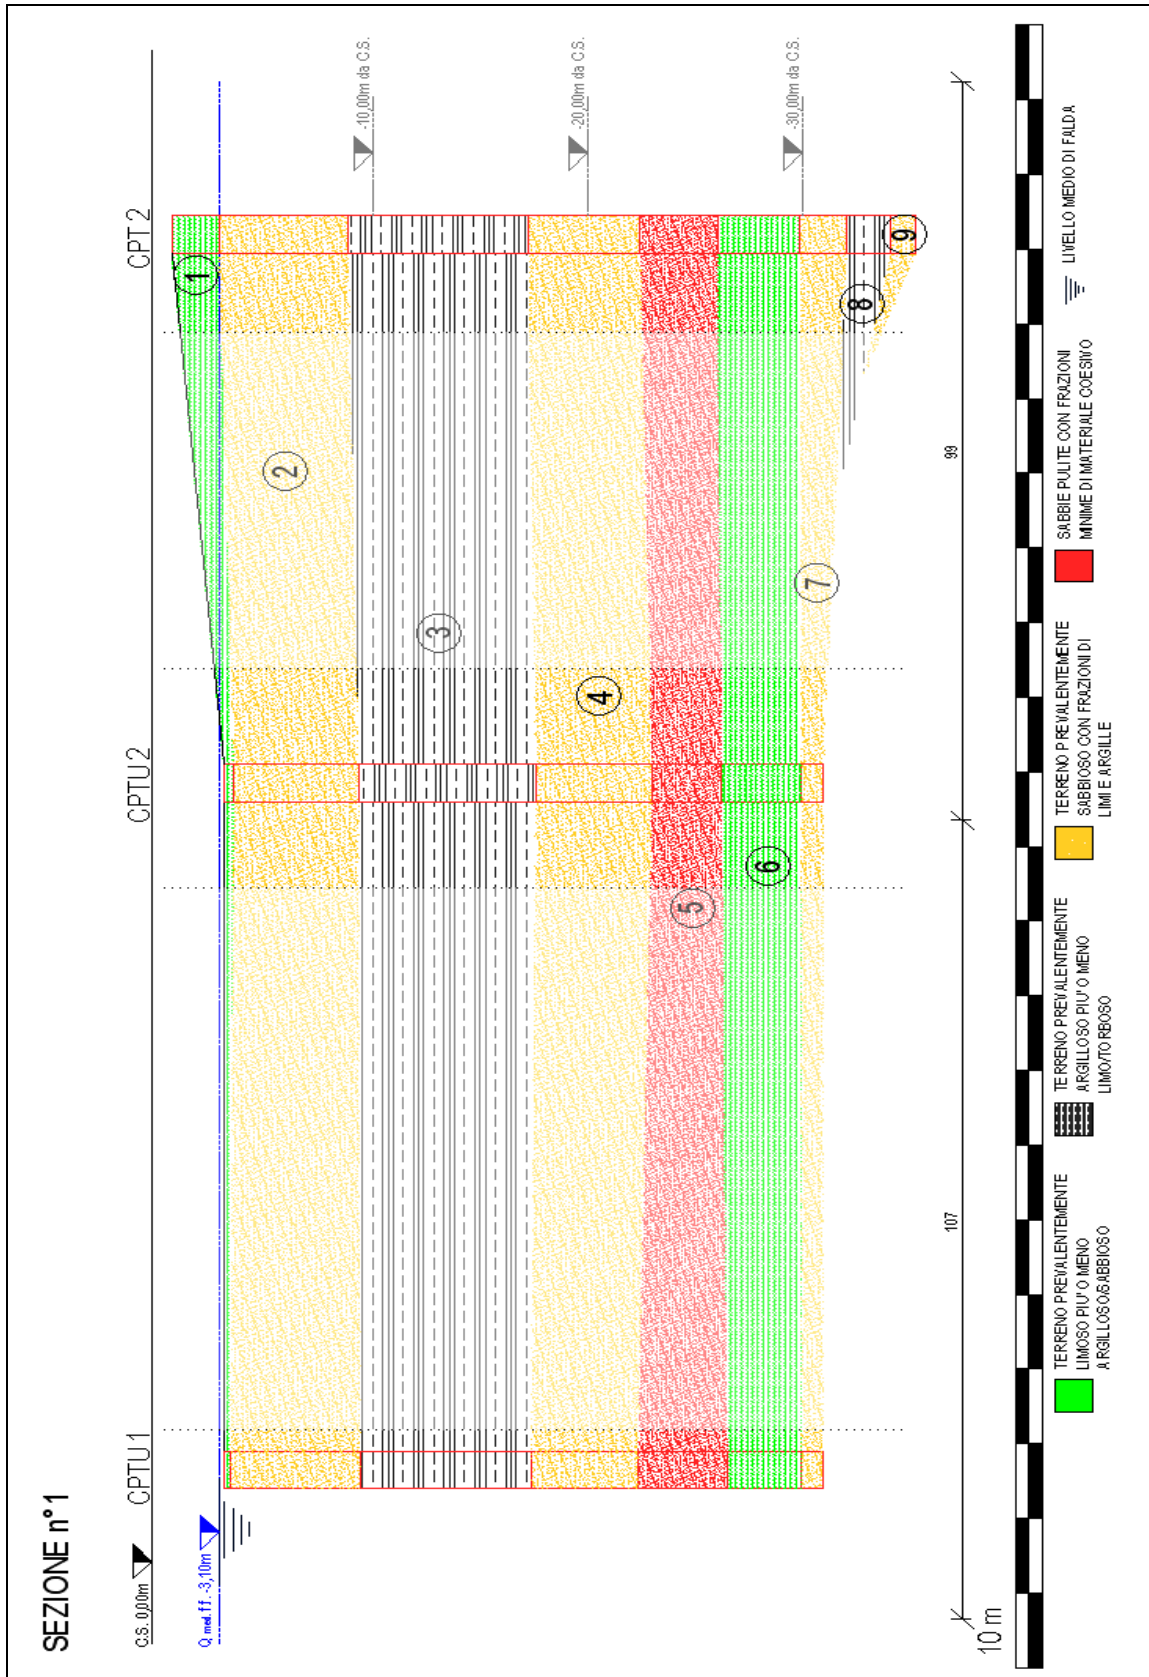 SEZIONE n° 1
CPTU 1
CPTU 2
CPT 2
C.S. 0,00m
Q. med. f.f. -3,10m
-10,00m da C.S.
-20,00m da C.S.
-30,00m da C.S.
1
2
3
4
5
6
7
8
9
107
99
10 m
TERRENO PREVALENTEMENTE
LIMOSO PIU' O MENO
ARGILLOSO/SABBIOSO
TERRENO PREVALENTEMENTE
ARGILLOSO PIU' O MENO
LIMO/TORBOSO
TERRENO PREVALENTEMENTE
SABBIOSO CON FRAZIONI DI
LIMI E ARGILLE
SABBIE PULITE CON FRAZIONI
MINIME DI MATERIALE COESIVO
LIVELLO MEDIO DI FALDA